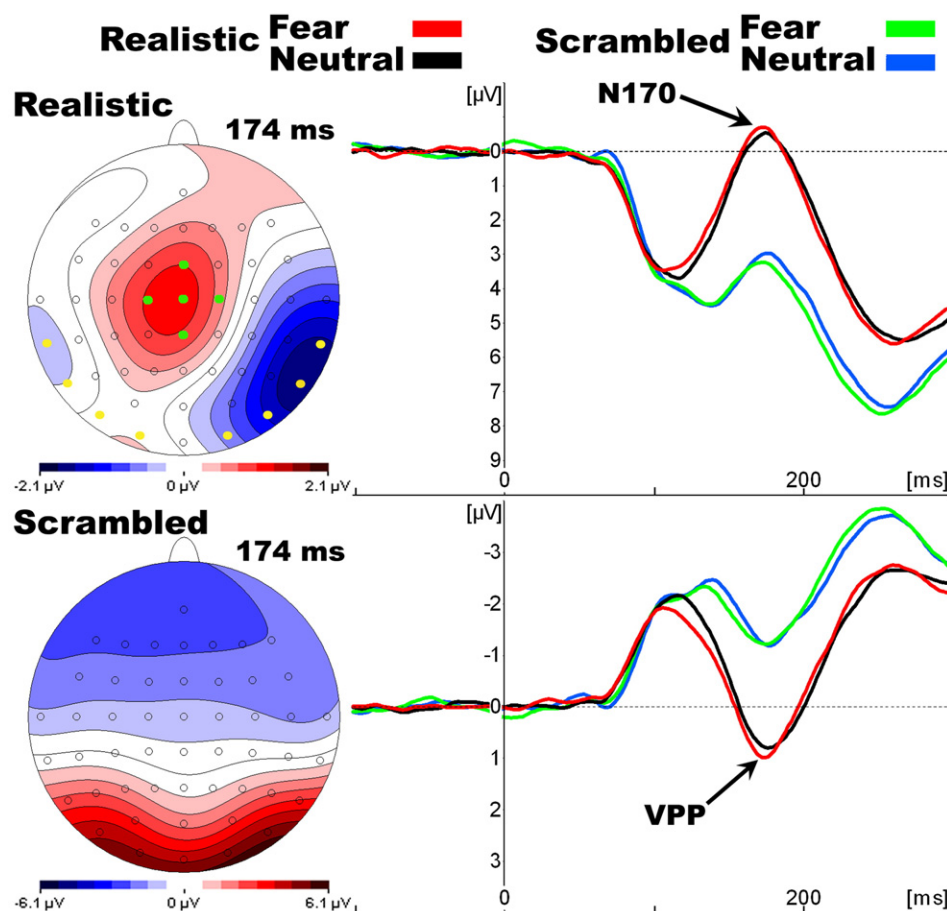 Realistic Fear Scrambled Fear
Neutral Neutral
Realistic
174 ms
-2.1 µV 0 µV 2.1 µV
[µV]
N170
0
1
2
3
4
5
6
7
8
9
0 200 [ms]
Scrambled
174 ms
-6.1 µV 0 µV 6.1 µV
[µV]
-3
-2
-1
0
1
VPP
2
3
0 200 [ms]